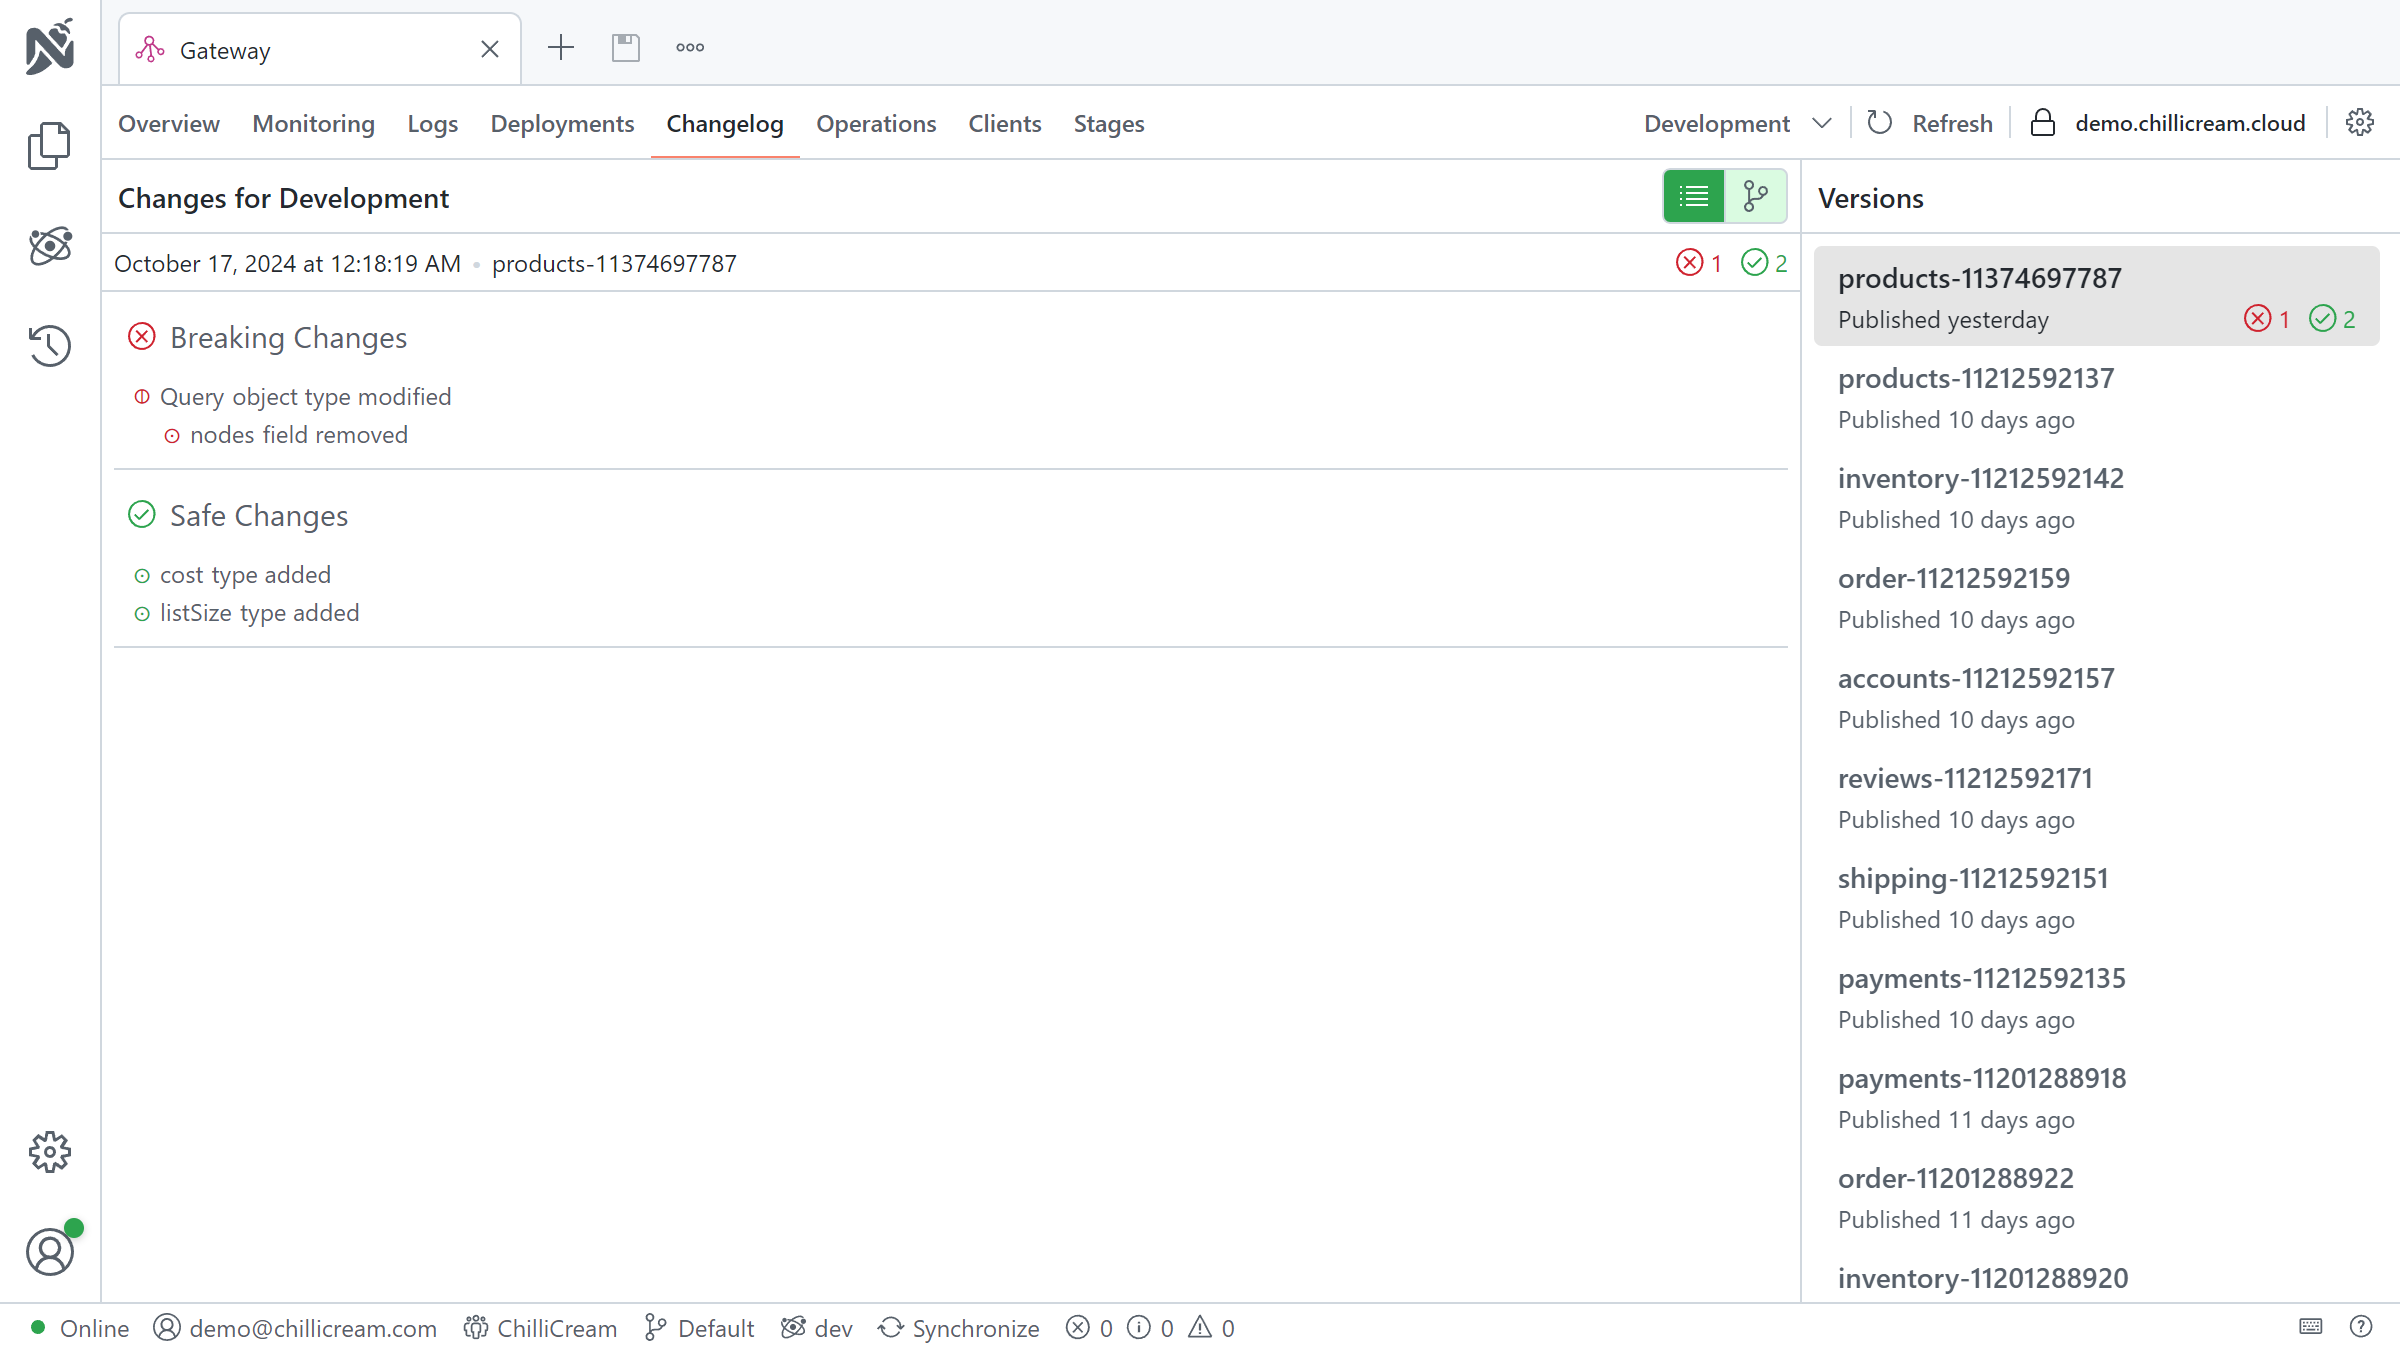 Gateway
Overview Monitoring Logs Deployments Changelog Operations Clients Stages Development Refresh demo.chillicream.cloud
Changes for Development
October 17, 2024 at 12:18:19 AM • products-11374697787 1 2
Breaking Changes
Query object type modified
nodes field removed
Safe Changes
cost type added
listSize type added
Versions
products-11374697787
Published yesterday 1 2
products-11212592137
Published 10 days ago
inventory-11212592142
Published 10 days ago
order-11212592159
Published 10 days ago
accounts-11212592157
Published 10 days ago
reviews-11212592171
Published 10 days ago
shipping-11212592151
Published 10 days ago
payments-11212592135
Published 10 days ago
payments-11201288918
Published 11 days ago
order-11201288922
Published 11 days ago
inventory-11201288920
Online demo@chillicream.com ChilliCream Default dev Synchronize 0 0 0